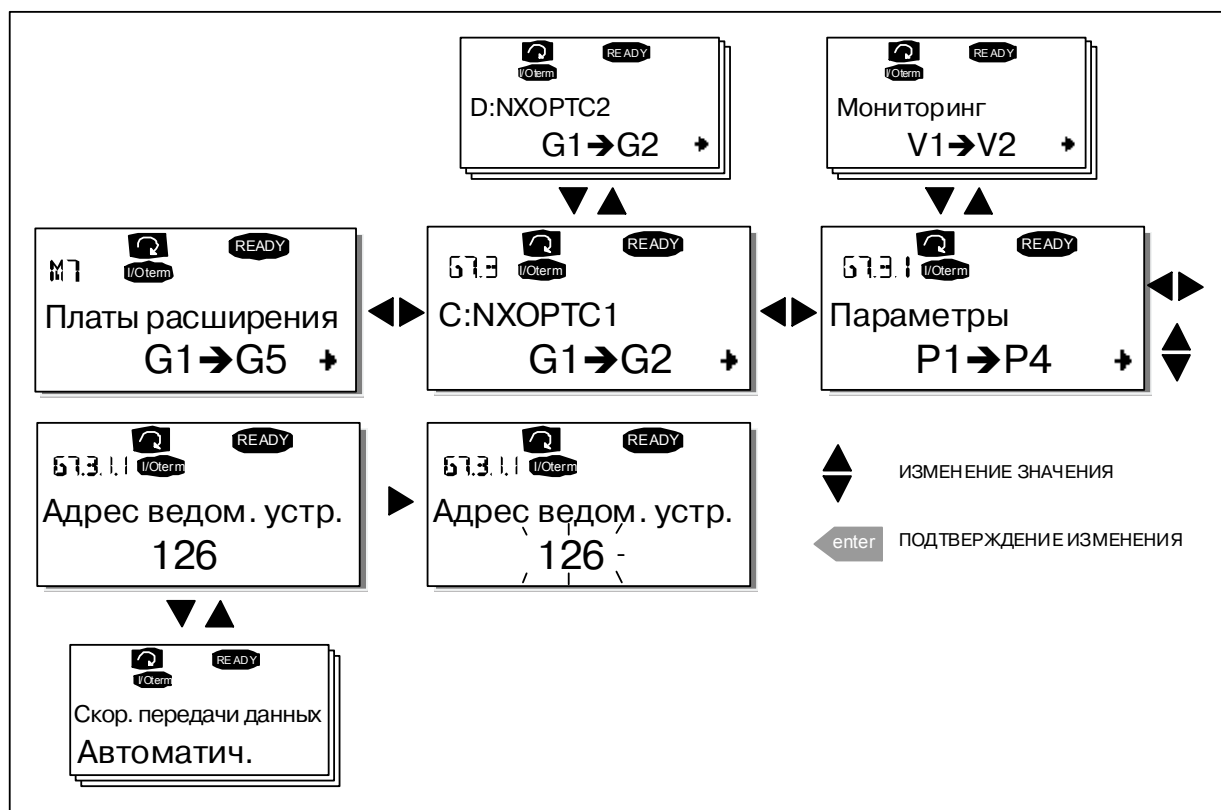 READY
I/Oterm
D:NXOPTC2
G1➔G2
READY
I/Oterm
Мониторинг
V1➔V2
READY
M7 I/Oterm
Платы расширения
G1➔G5
READY
G7.3 I/Oterm
C:NXOPTC1
G1➔G2
READY
G7.3.1 I/Oterm
Параметры
P1➔P4
READY
G7.3.1.1 I/Oterm
Адрес ведом. устр.
126
READY
G7.3.1.1 I/Oterm
Адрес ведом. устр.
126
ИЗМЕНЕНИЕ ЗНАЧЕНИЯ
enter ПОДТВЕРЖДЕНИЕ ИЗМЕНЕНИЯ
READY
I/Oterm
Скор. передачи данных
Автоматич.